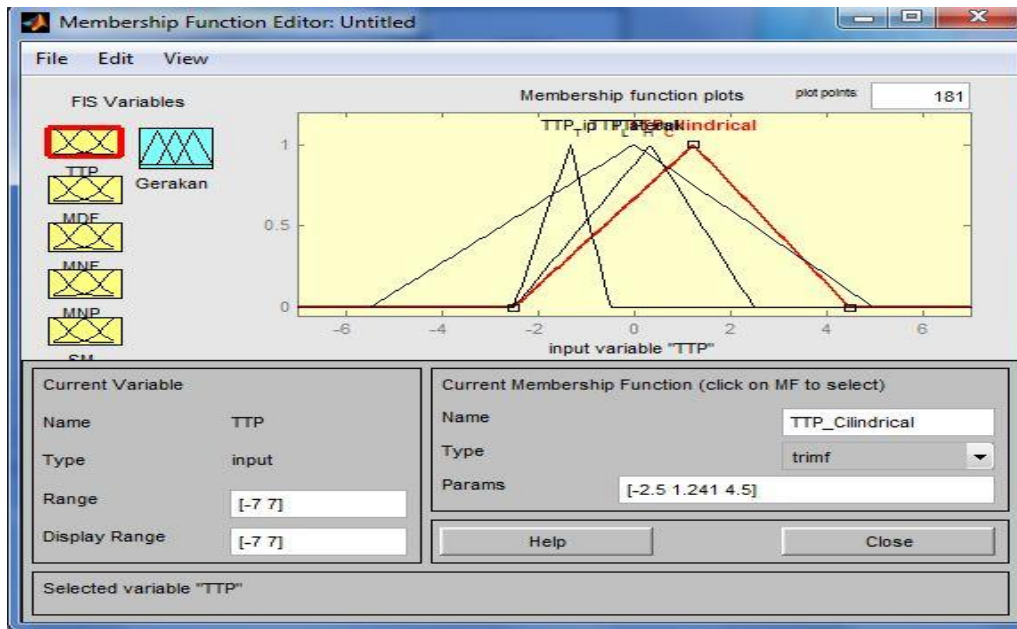 Membership Function Editor: Untitled
File Edit View
FIS Variables
Membership function plots
plot points:
181
TTP
MDF
MNF
MNP
SM
Gerakan
1
0.5
0
-6 -4 -2 0 2 4 6
input variable "TTP"
Current Variable
Name TTP
Type input
Range [-7 7]
Display Range [-7 7]
Current Membership Function (click on MF to select)
Name TTP_Cilindrical
Type trimf
Params [-2.5 1.241 4.5]
Help Close
Selected variable "TTP"